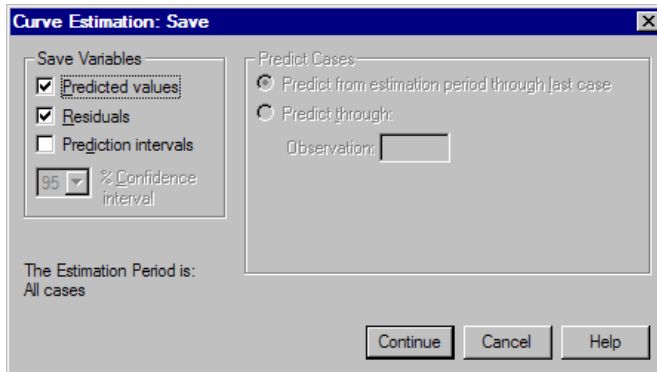 Curve Estimation: Save
Save Variables
Predicted values
Residuals
Prediction intervals
95 % Confidence
interval
The Estimation Period is:
All cases
Predict Cases
Predict from estimation period through last case
Predict through:
Observation:
Continue Cancel Help